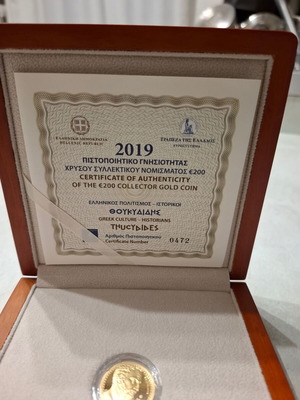 ΕΛΛΗΝΙΚΗ ΔΗΜΟΚΡΑΤΙΑ
HELLENIC REPUBLIC
ΤΡΑΠΕΖΑ ΤΗΣ ΕΛΛΑΔΟΣ
ΕΥΡΩΣΥΣΤΗΜΑ
2019
ΠΙΣΤΟΠΟΙΗΤΙΚΟ ΓΝΗΣΙΟΤΗΤΑΣ
ΧΡΥΣΟΥ ΣΥΛΛΕΚΤΙΚΟΥ ΝΟΜΙΣΜΑΤΟΣ €200
CERTIFICATE OF AUTHENTICITY
OF THE €200 COLLECTOR GOLD COIN
ΕΛΛΗΝΙΚΟΣ ΠΟΛΙΤΙΣΜΟΣ – ΙΣΤΟΡΙΚΟΙ
ΘΟΥΚΥΔΙΔΗΣ
GREEK CULTURE – HISTORIANS
THUCYDIDES
Αριθμός Πιστοποιητικού
Certificate Number
0472